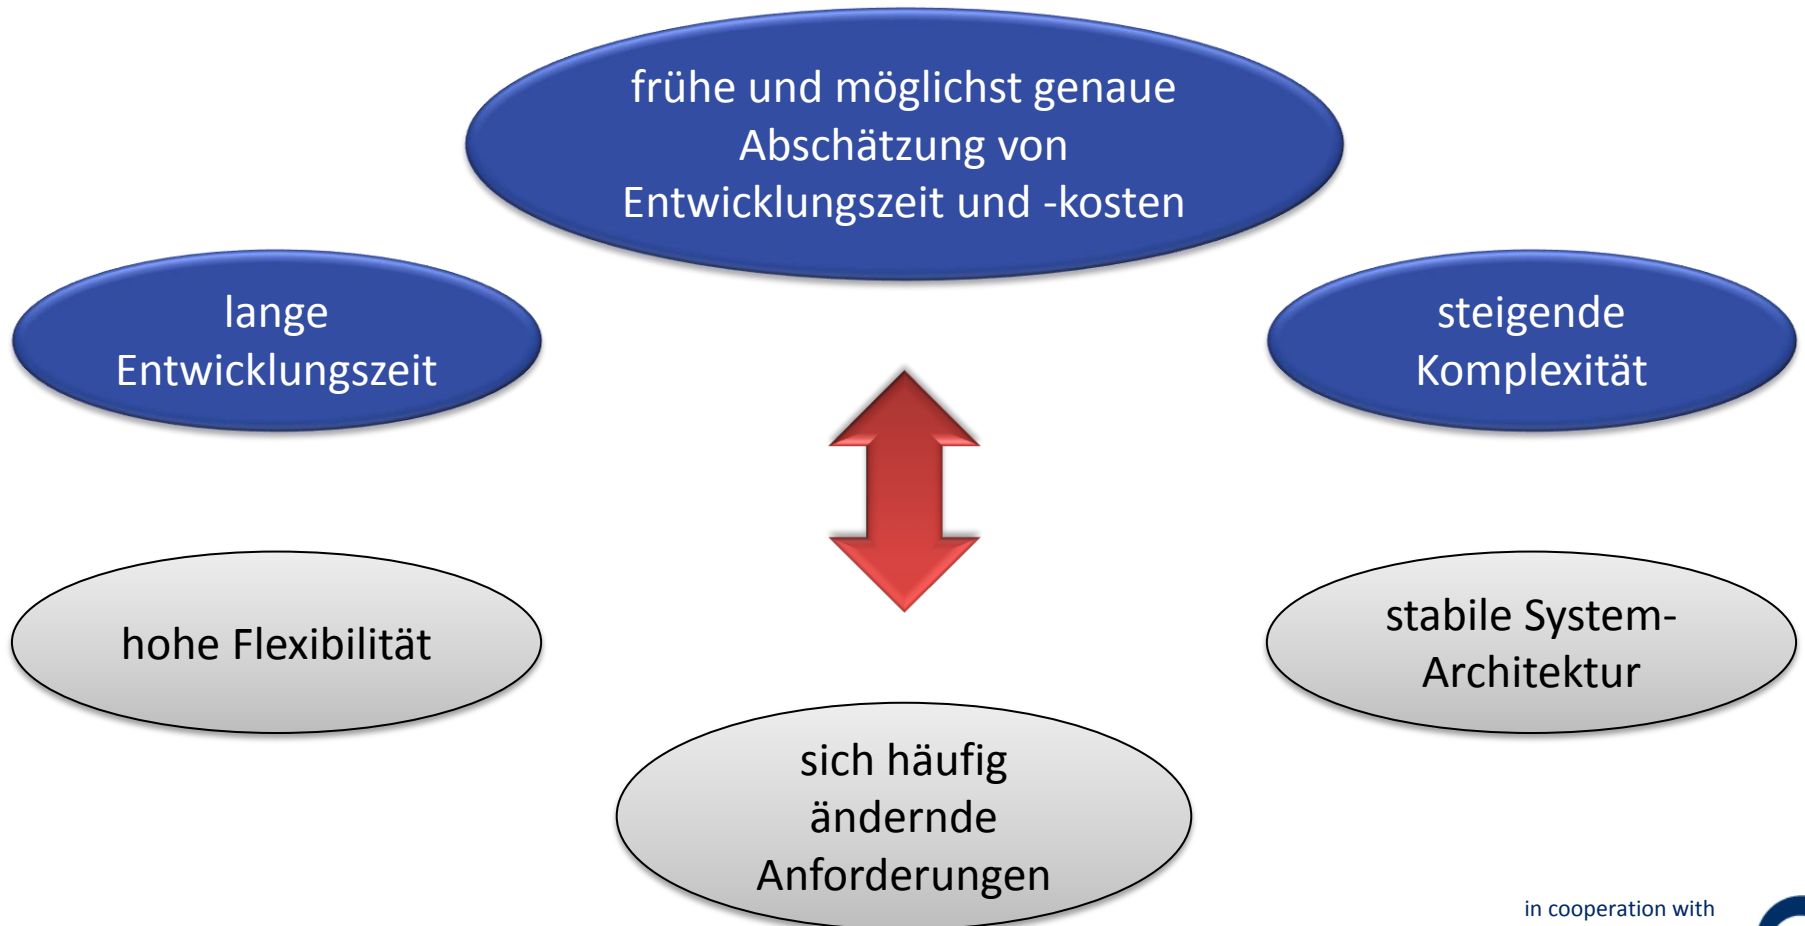 frühe und möglichst genaue
Abschätzung von
Entwicklungszeit und -kosten
lange
Entwicklungszeit
steigende
Komplexität
hohe Flexibilität
stabile System-
Architektur
sich häufig
ändernde
Anforderungen
in cooperation with